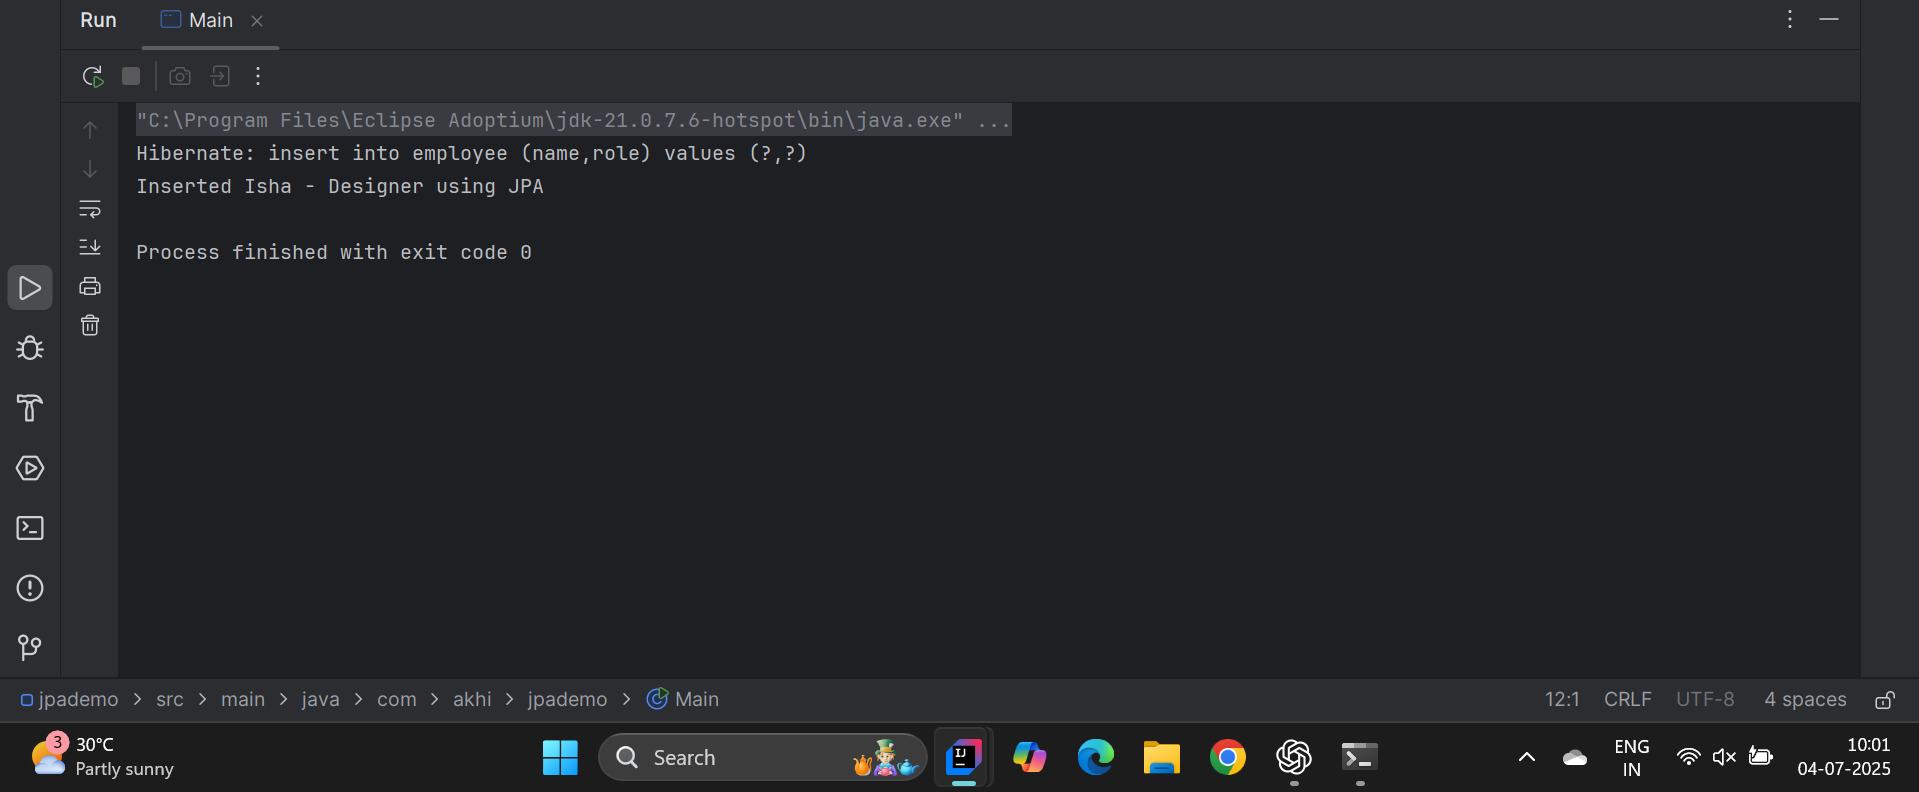 Run Main
"C:\Program Files\Eclipse Adoptium\jdk-21.0.7.6-hotspot\bin\java.exe" ...
Hibernate: insert into employee (name,role) values (?,?)
Inserted Isha - Designer using JPA
Process finished with exit code 0
jpademo > src > main > java > com > akhi > jpademo > Main
12:1 CRLF UTF-8 4 spaces
3
30°C
Partly sunny
Search
IJ
ENG
IN
10:01
04-07-2025